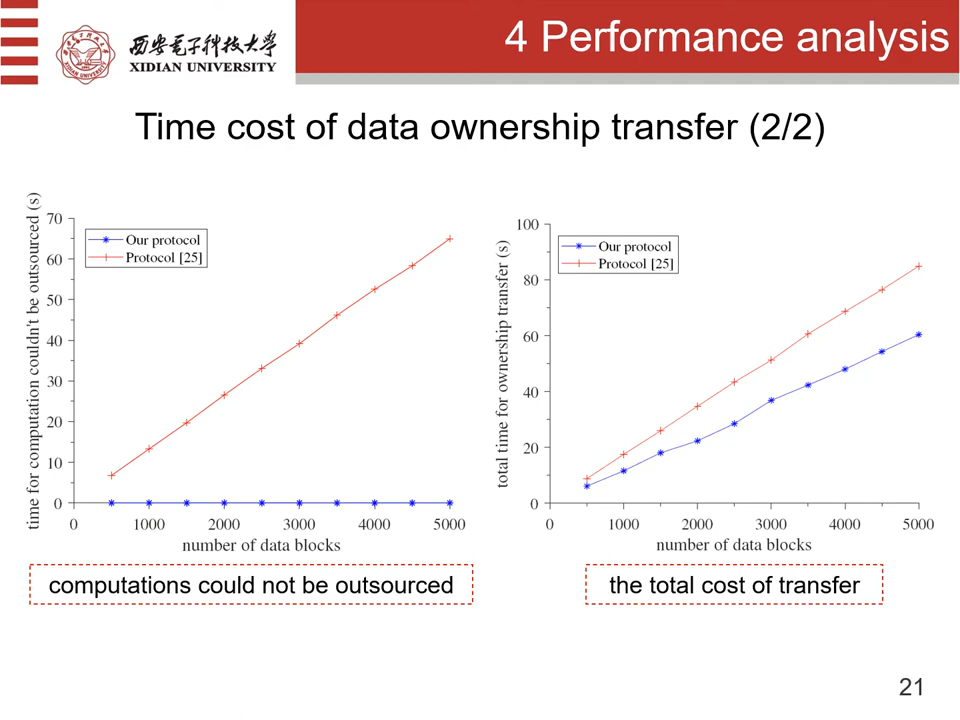 西安电子科技大学
XIDIAN UNIVERSITY
4 Performance analysis
Time cost of data ownership transfer (2/2)
time for computation couldn't be outsourced (s)
70
60
50
40
30
20
10
0
Our protocol
Protocol [25]
0 1000 2000 3000 4000 5000
number of data blocks
computations could not be outsourced
total time for ownership transfer (s)
100
80
60
40
20
0
Our protocol
Protocol [25]
0 1000 2000 3000 4000 5000
number of data blocks
the total cost of transfer
21